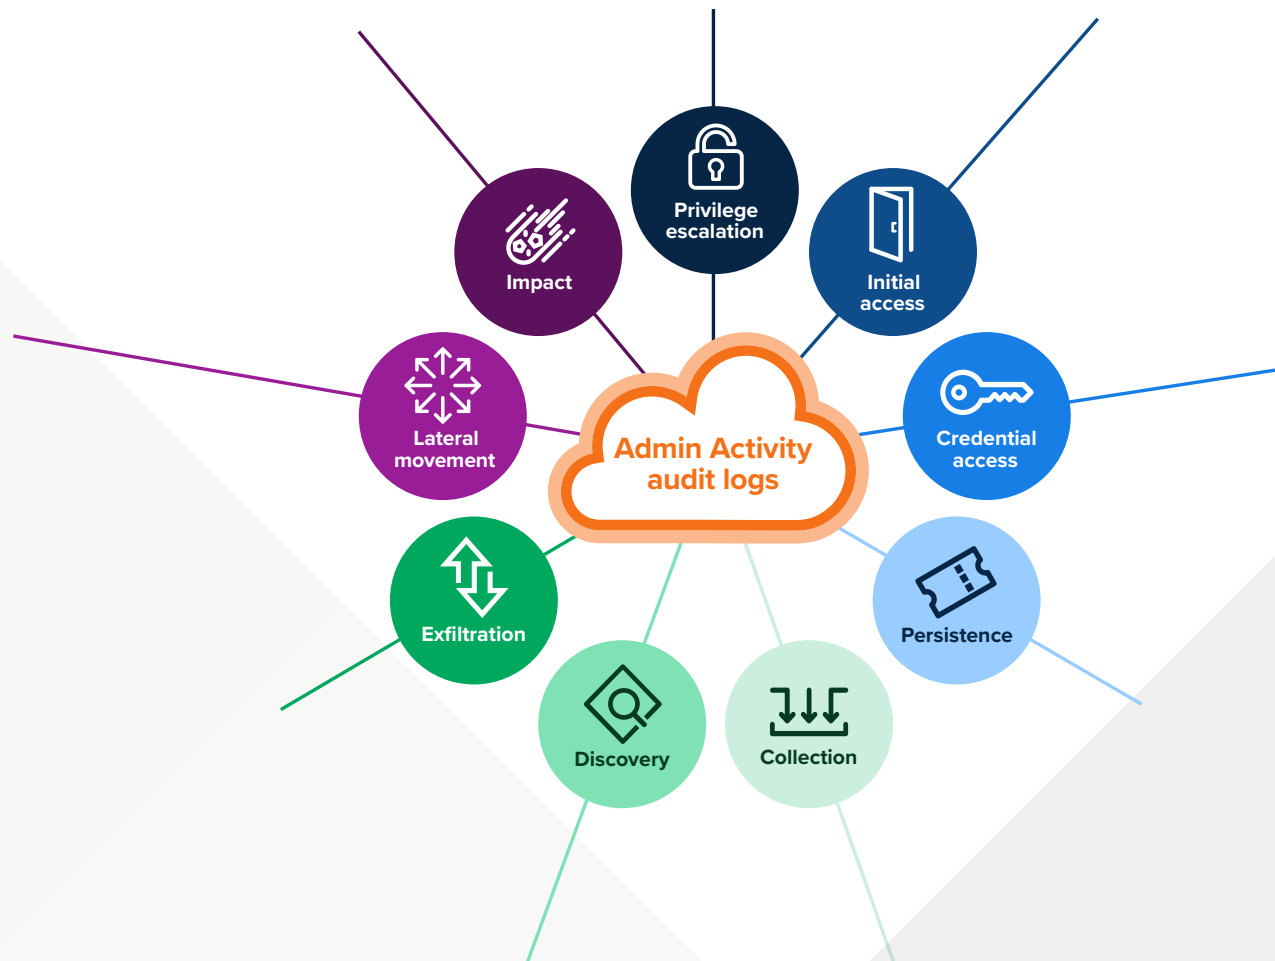 Privilege
escalation
Initial
access
Impact
Credential
access
Lateral
movement
Admin Activity
audit logs
Persistence
Exfiltration
Discovery
Collection